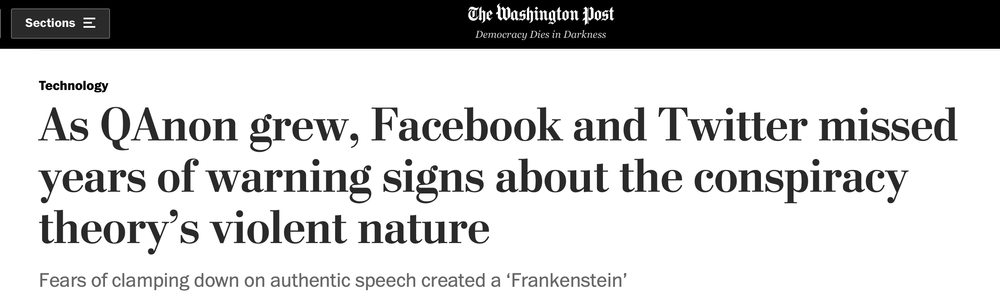 Sections
The Washington Post
Democracy Dies in Darkness
Technology
As QAnon grew, Facebook and Twitter missed
years of warning signs about the conspiracy
theory’s violent nature
Fears of clamping down on authentic speech created a ‘Frankenstein’